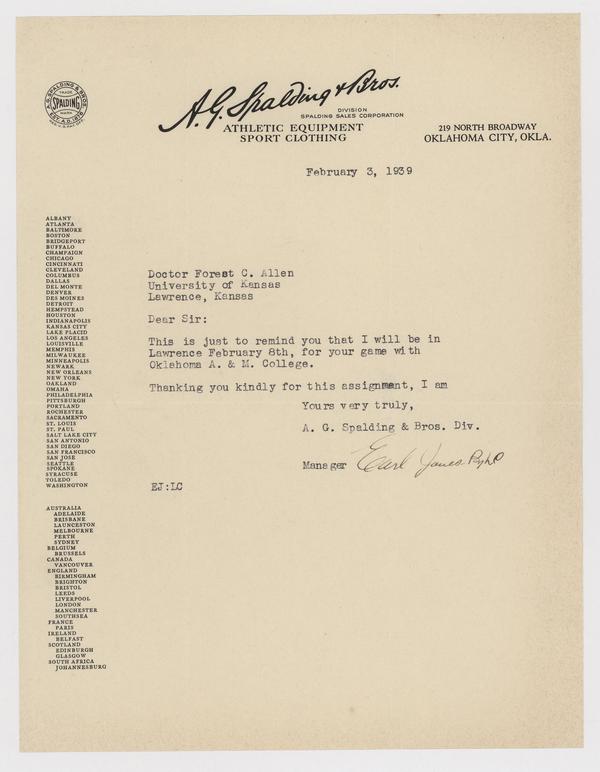 A.G. SPALDING & BROS.
TRADE
SPALDING
MARK
A.G. Spalding & Bros.
DIVISION
SPALDING SALES CORPORATION
ATHLETIC EQUIPMENT
SPORT CLOTHING
219 NORTH BROADWAY
OKLAHOMA CITY, OKLA.
February 3, 1939
ALBANY
ATLANTA
BALTIMORE
BOSTON
BRIDGEPORT
BUFFALO
CHAMPAIGN
CHICAGO
CINCINNATI
CLEVELAND
COLUMBUS
DALLAS
DEL MONTE
DENVER
DES MOINES
DETROIT
HEMPSTEAD
HOUSTON
INDIANAPOLIS
KANSAS CITY
LAKE PLACID
LOS ANGELES
LOUISVILLE
MEMPHIS
MILWAUKEE
MINNEAPOLIS
NEWARK
NEW ORLEANS
NEW YORK
OAKLAND
OMAHA
PHILADELPHIA
PITTSBURGH
PORTLAND
ROCHESTER
SACRAMENTO
ST. LOUIS
ST. PAUL
SALT LAKE CITY
SAN ANTONIO
SAN DIEGO
SAN FRANCISCO
SAN JOSE
SEATTLE
SPOKANE
SYRACUSE
TOLEDO
WASHINGTON
AUSTRALIA
ADELAIDE
BRISBANE
LAUNCESTON
MELBOURNE
PERTH
SYDNEY
BELGIUM
BRUSSELS
CANADA
VANCOUVER
ENGLAND
BIRMINGHAM
BRIGHTON
BRISTOL
LEEDS
LIVERPOOL
LONDON
MANCHESTER
SOUTHSEA
FRANCE
PARIS
IRELAND
BELFAST
SCOTLAND
EDINBURGH
GLASGOW
SOUTH AFRICA
JOHANNESBURG
Doctor Forest C. Allen
University of Kansas
Lawrence, Kansas
Dear Sir:
This is just to remind you that I will be in
Lawrence February 8th, for your game with
Oklahoma A. & M. College.
Thanking you kindly for this assignment, I am
Yours very truly,
A. G. Spalding & Bros. Div.
Manager Earl Jones
EJ:LC